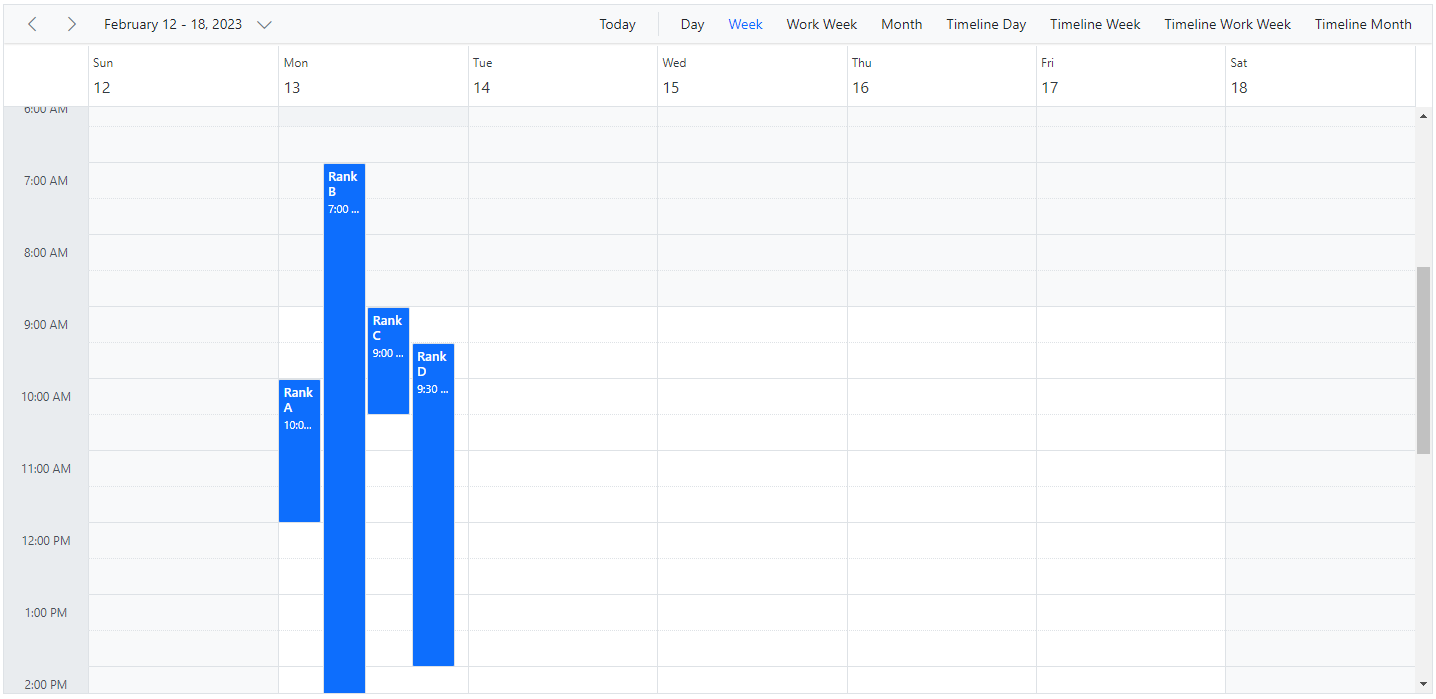 February 12 - 18, 2023 Today Day Week Work Week Month Timeline Day Timeline Week Timeline Work Week Timeline Month
Sun Mon Tue Wed Thu Fri Sat
12 13 14 15 16 17 18
6:00 AM
7:00 AM
Rank
B
7:00 ...
8:00 AM
9:00 AM
Rank
C
9:00 ...
Rank
D
9:30 ...
10:00 AM
Rank
A
10:0...
11:00 AM
12:00 PM
1:00 PM
2:00 PM